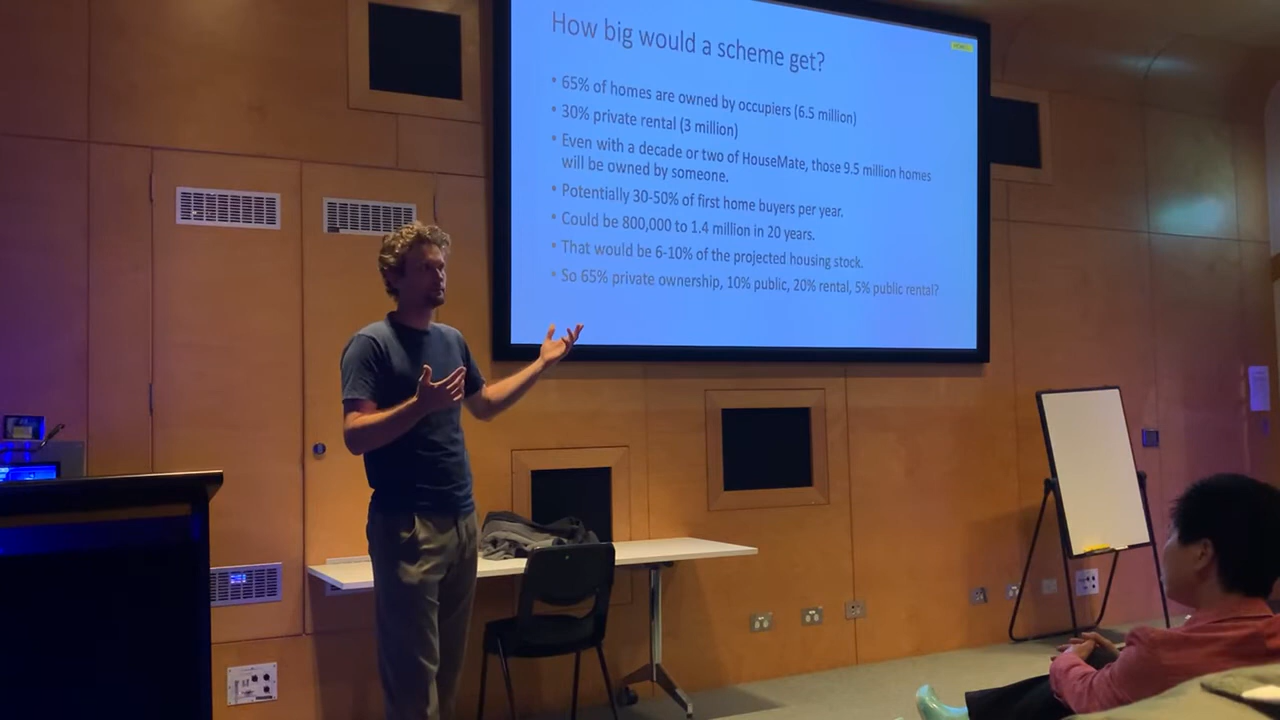 How big would a scheme get?
• 65% of homes are owned by occupiers (6.5 million)
• 30% private rental (3 million)
• Even with a decade or two of HouseMate, those 9.5 million homes
will be owned by someone.
• Potentially 30-50% of first home buyers per year.
• Could be 800,000 to 1.4 million in 20 years.
• That would be 6-10% of the projected housing stock.
• So 65% private ownership, 10% public, 20% rental, 5% public rental?